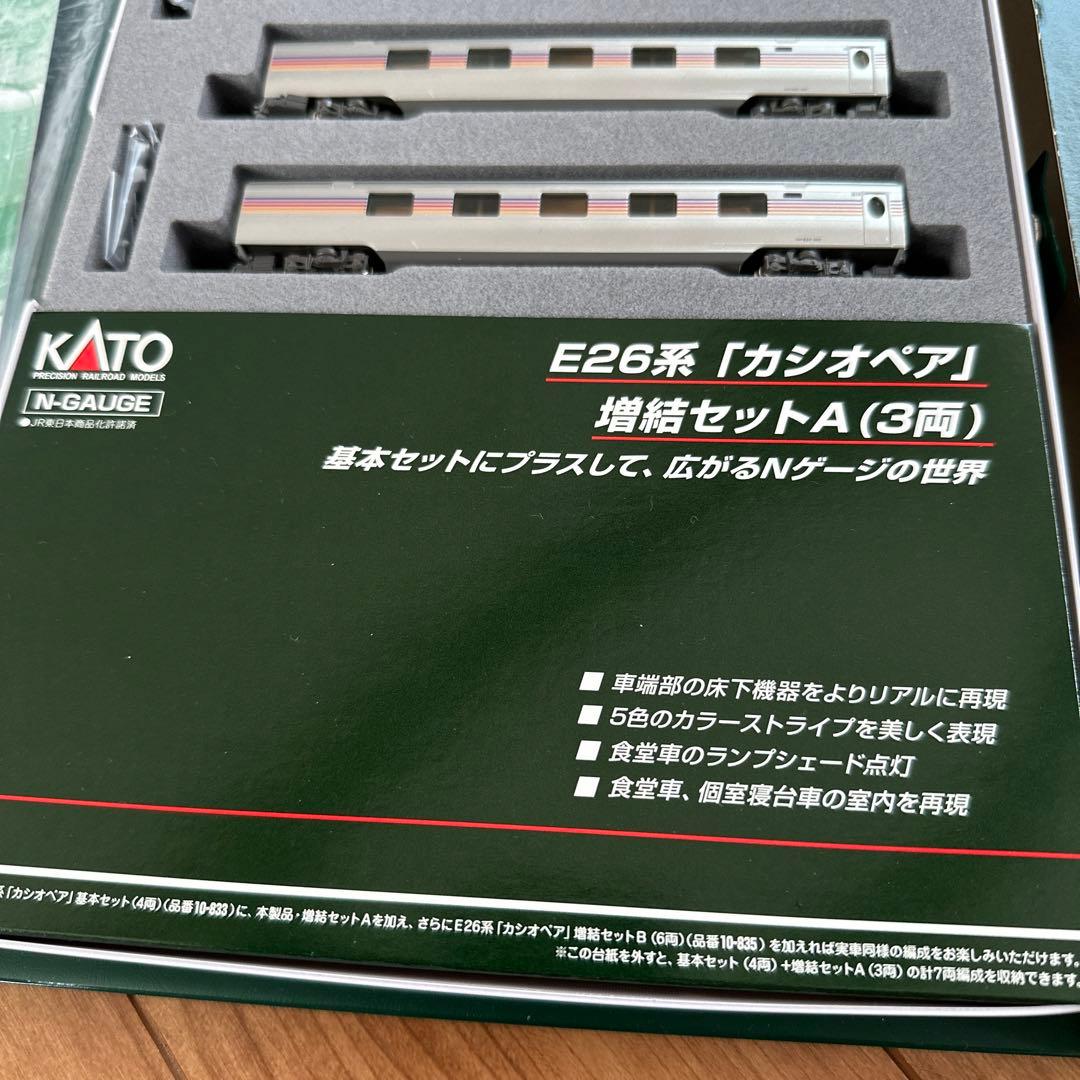 KATO
PRECISION RAILROAD MODELS
N-GAUGE
●JR東日本商品化許諾済
E26系「カシオペア」
増結セットA(3両)
基本セットにプラスして、広がるNゲージの世界
■ 車端部の床下機器をよりリアルに再現
■ 5色のカラーストライプを美しく表現
■ 食堂車のランプシェード点灯
■ 食堂車、個室寝台車の室内を再現
系「カシオペア」基本セット(4両)(品番10-833)に、本製品・増結セットAを加え、さらにE26系「カシオペア」増結セットB(6両)(品番10-835)を加えれば実車同様の編成をお楽しみいただけます。
※この台紙を外すと、基本セット(4両)+増結セットA(3両)の計7両編成を収納できます。